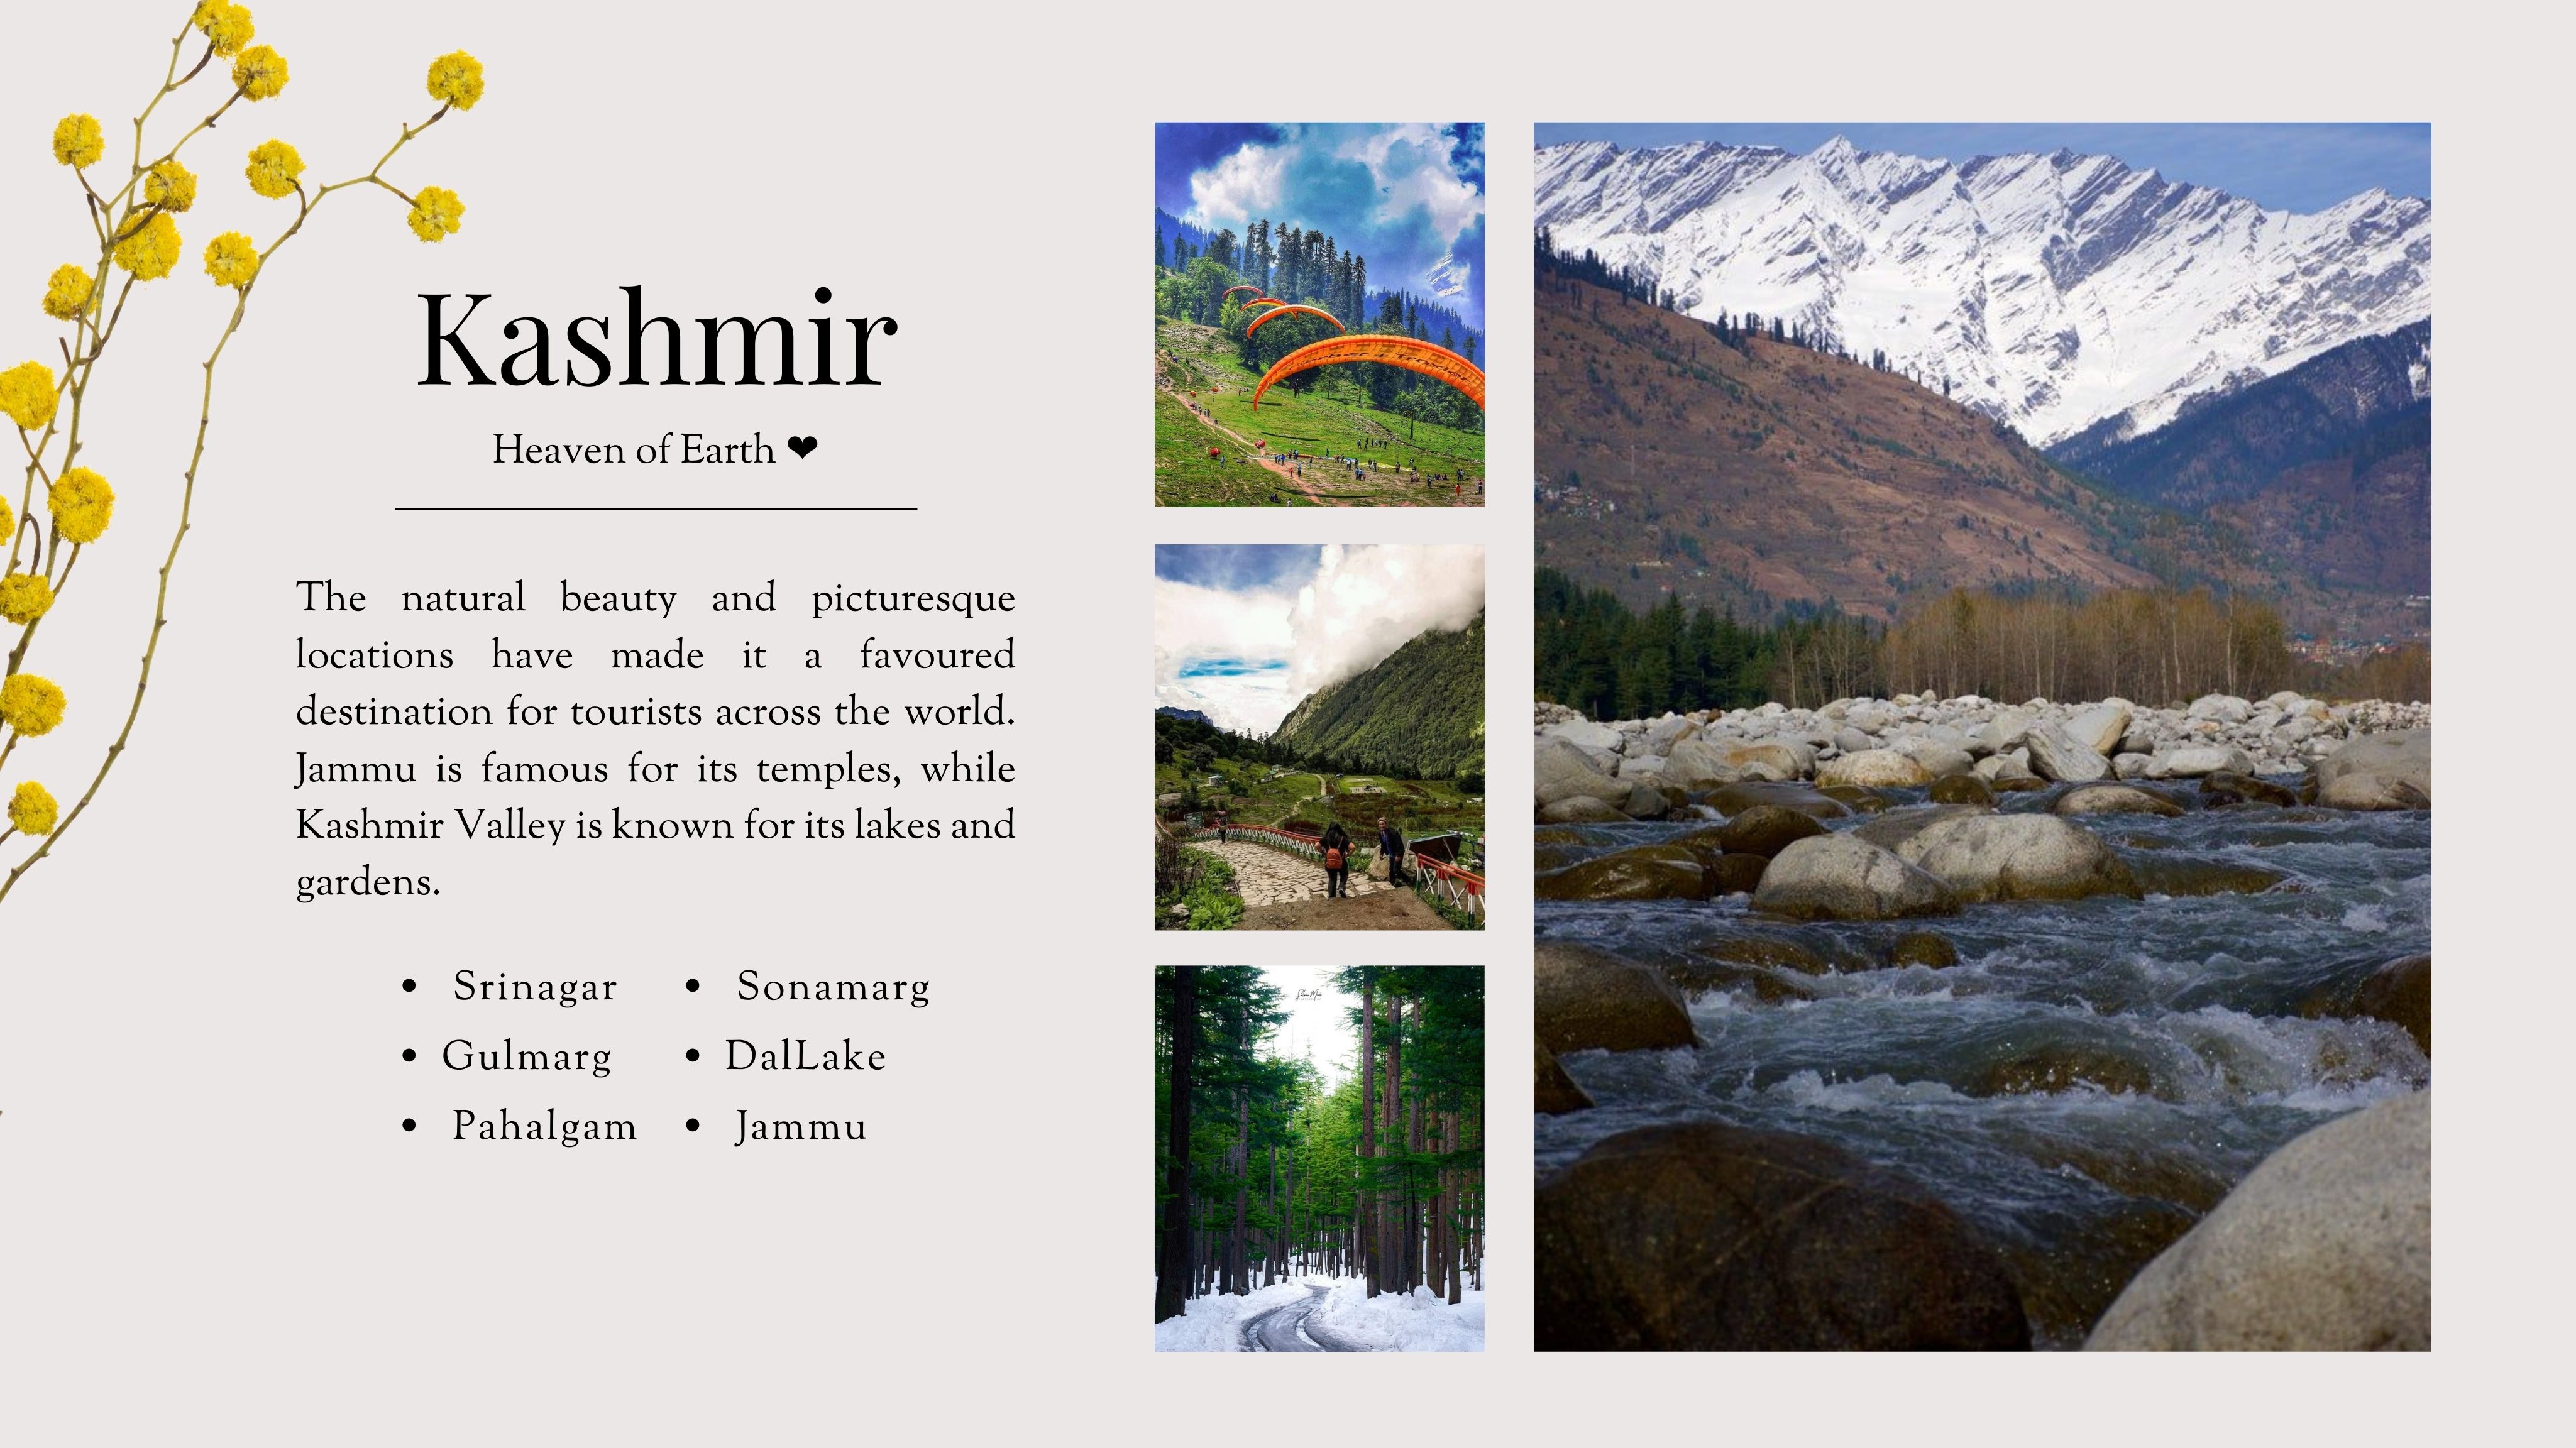 Kashmir
Heaven of Earth ❤
The natural beauty and picturesque
locations have made it a favoured
destination for tourists across the world.
Jammu is famous for its temples, while
Kashmir Valley is known for its lakes and
gardens.
• Srinagar
• Gulmarg
• Pahalgam
• Sonamarg
• DalLake
• Jammu